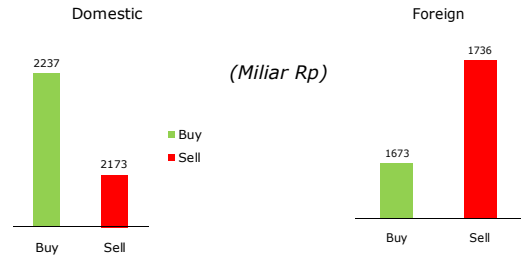 Domestic
Foreign
(Miliar Rp)
2237
2173
Buy
Sell
Buy
Sell
1736
1673
Buy
Sell